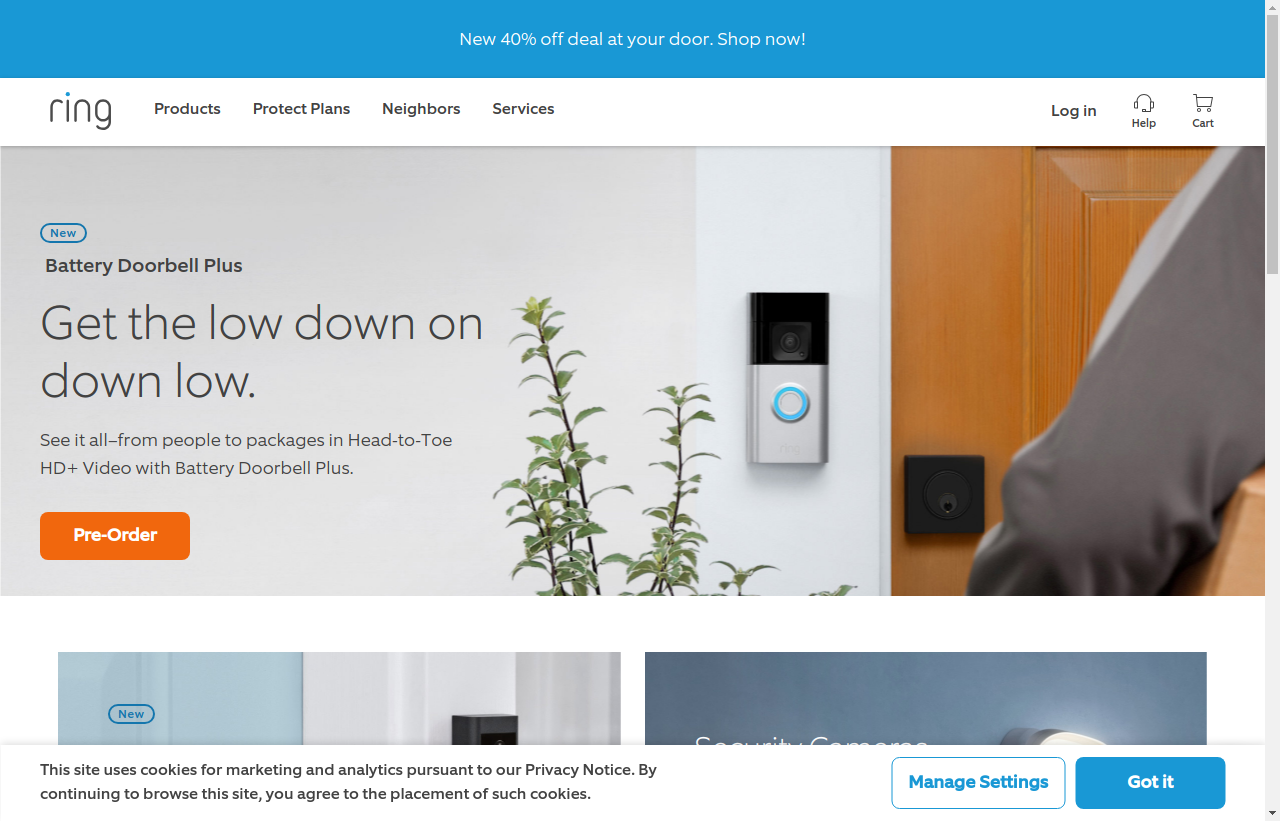 New 40% off deal at your door. Shop now!
ring
Products
Protect Plans
Neighbors
Services
Log in
Help
Cart
New
Battery Doorbell Plus
Get the low down on
down low.
See it all–from people to packages in Head-to-Toe
HD+ Video with Battery Doorbell Plus.
Pre-Order
ring
New
Security Cameras
This site uses cookies for marketing and analytics pursuant to our Privacy Notice. By
continuing to browse this site, you agree to the placement of such cookies.
Manage Settings
Got it